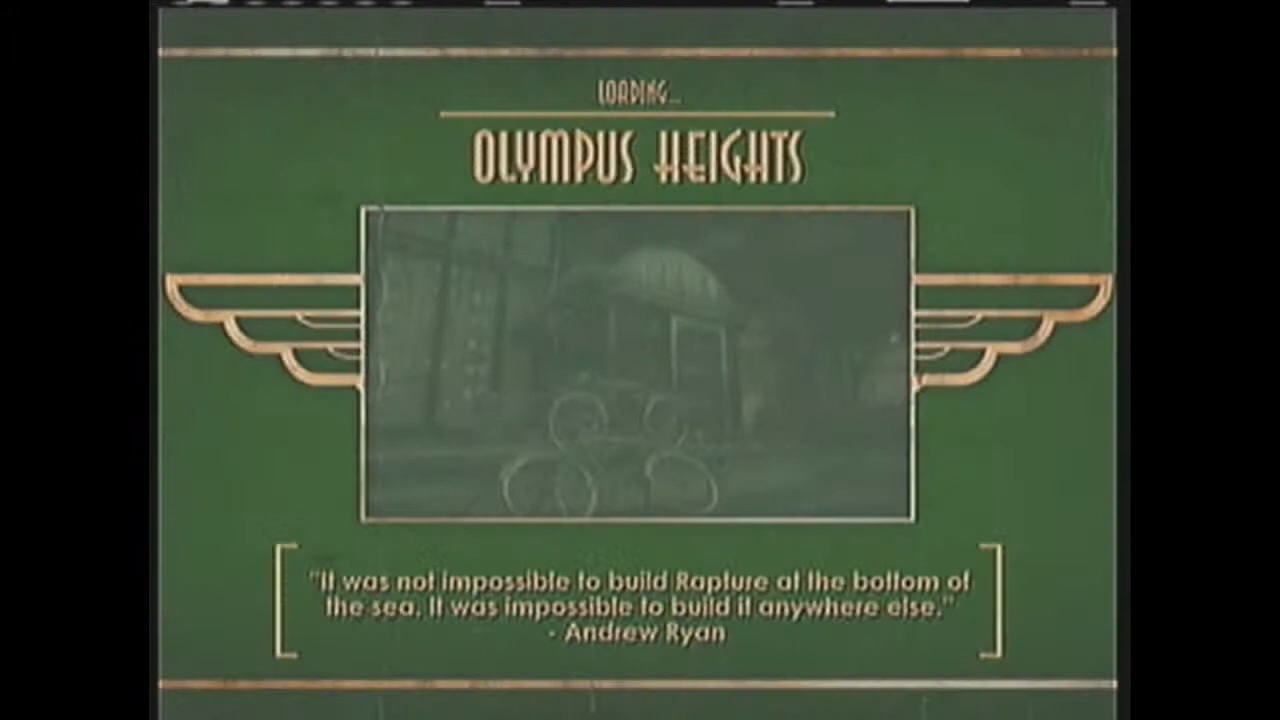 LOADING...
OLYMPUS HEIGHTS
"It was not impossible to build Rapture at the bottom of
the sea. It was impossible to build it anywhere else."
- Andrew Ryan